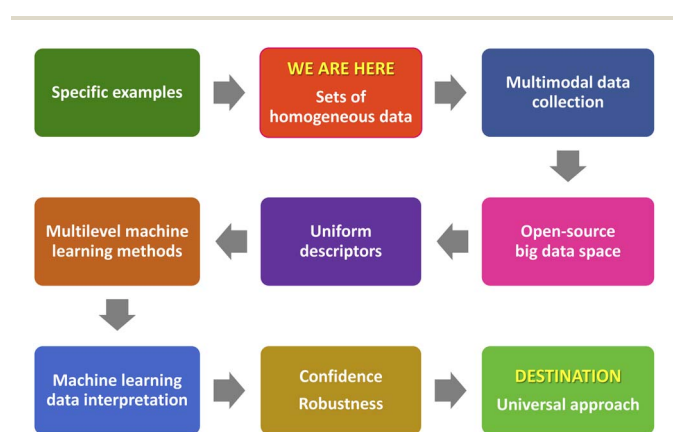 Specific examples
WE ARE HERE
Sets of
homogeneous data
Multimodal data
collection
Open-source
big data space
Uniform
descriptors
Multilevel machine
learning methods
Machine learning
data interpretation
Confidence
Robustness
DESTINATION
Universal approach